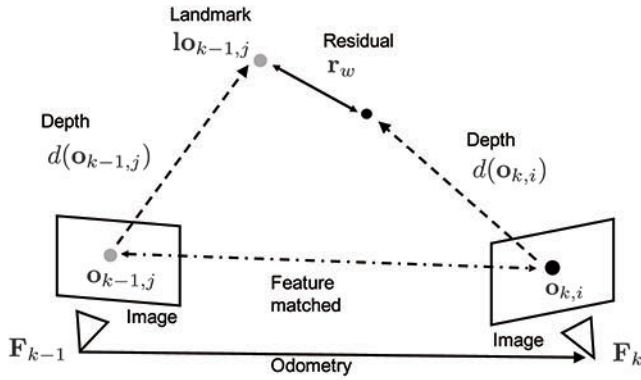 Landmark
lo_{k−1,j}
Residual
r_w
Depth
d(o_{k−1,j})
Depth
d(o_{k,i})
o_{k−1,j}
Feature
matched
o_{k,i}
Image
Image
F_{k−1}
Odometry
F_k